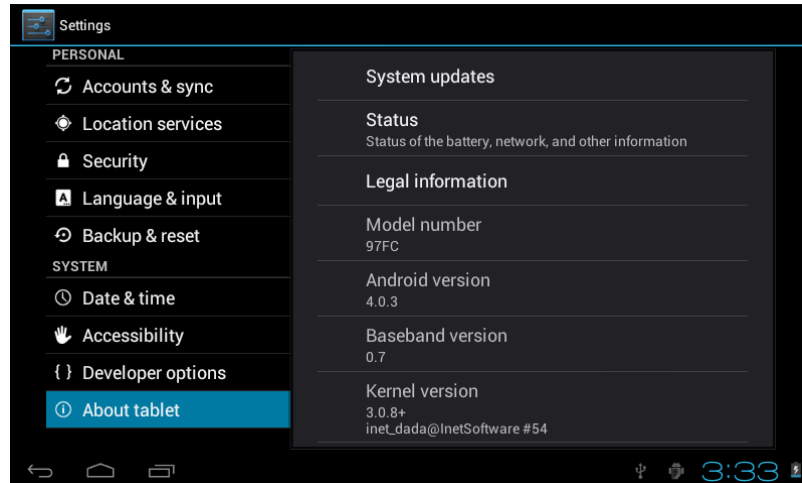 Settings
PERSONAL
Accounts & sync
Location services
Security
Language & input
Backup & reset
SYSTEM
Date & time
Accessibility
{ } Developer options
About tablet
System updates
Status
Status of the battery, network, and other information
Legal information
Model number
97FC
Android version
4.0.3
Baseband version
0.7
Kernel version
3.0.8+
inet_dada@InetSoftware #54
3:33